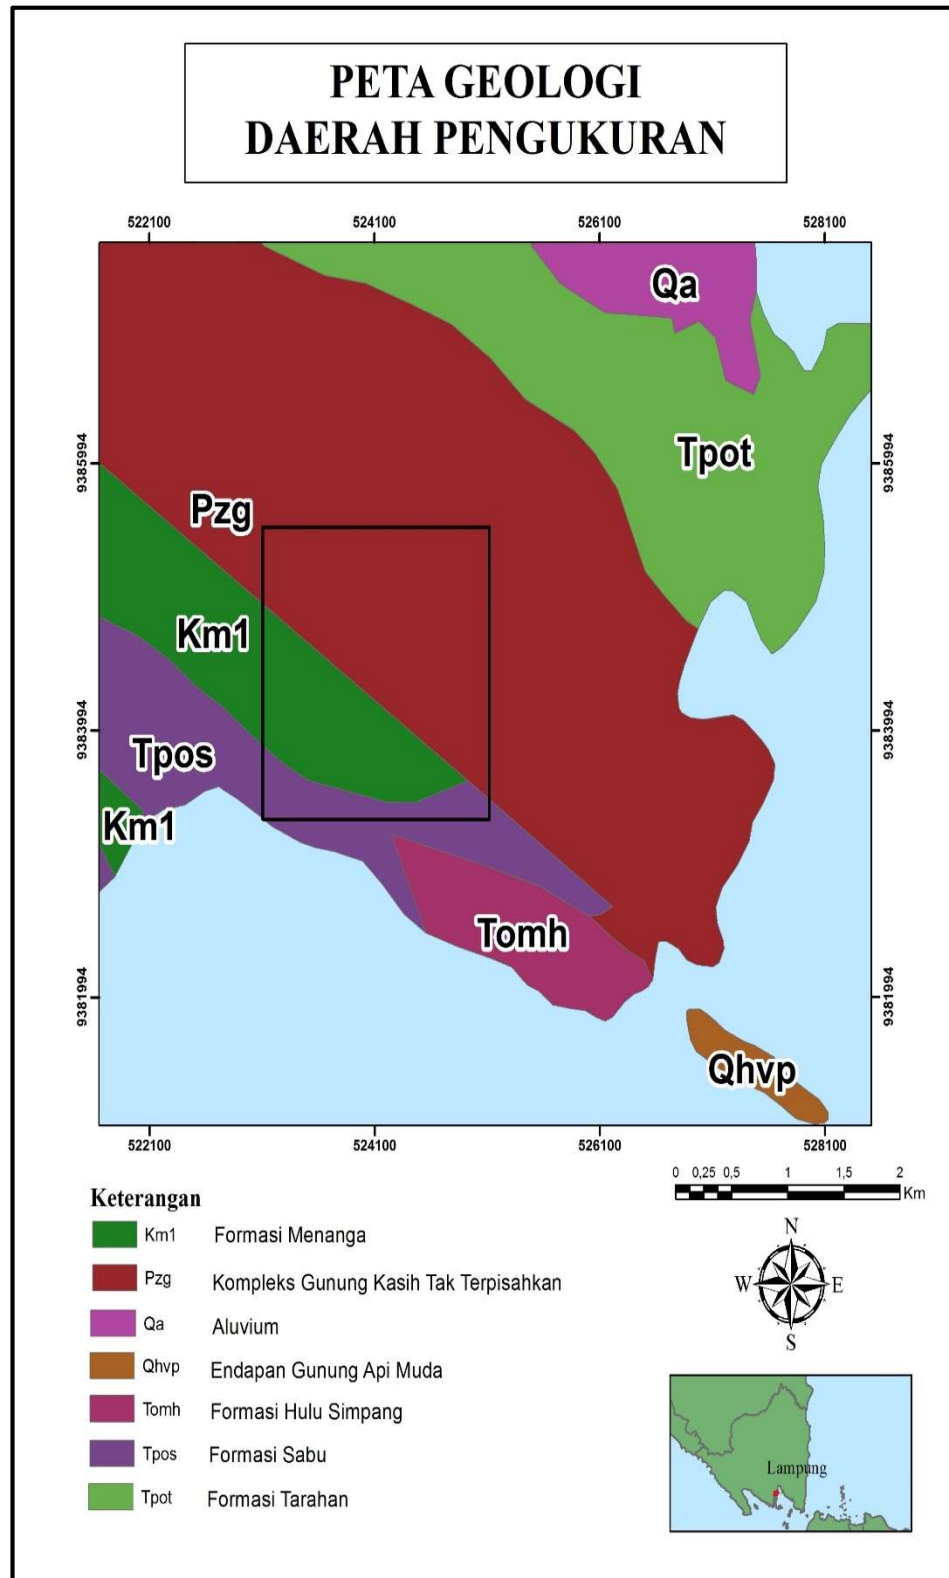 PETA GEOLOGI
DAERAH PENGUKURAN
522100 524100 526100 528100
Qa
Tpot
9385994 9385994
Pzg
Km1
9383994 9383994
Tpos
Km1
Tomh
9381994 9381994
Qhvp
522100 524100 526100 528100
0 0,25 0,5 1 1,5 2
Km
Keterangan
Km1 Formasi Menanga
Pzg Kompleks Gunung Kasih Tak Terpisahkan
Qa Aluvium
Qhvp Endapan Gunung Api Muda
Tomh Formasi Hulu Simpang
Tpos Formasi Sabu
Tpot Formasi Tarahan
N
W E
S
Lampung